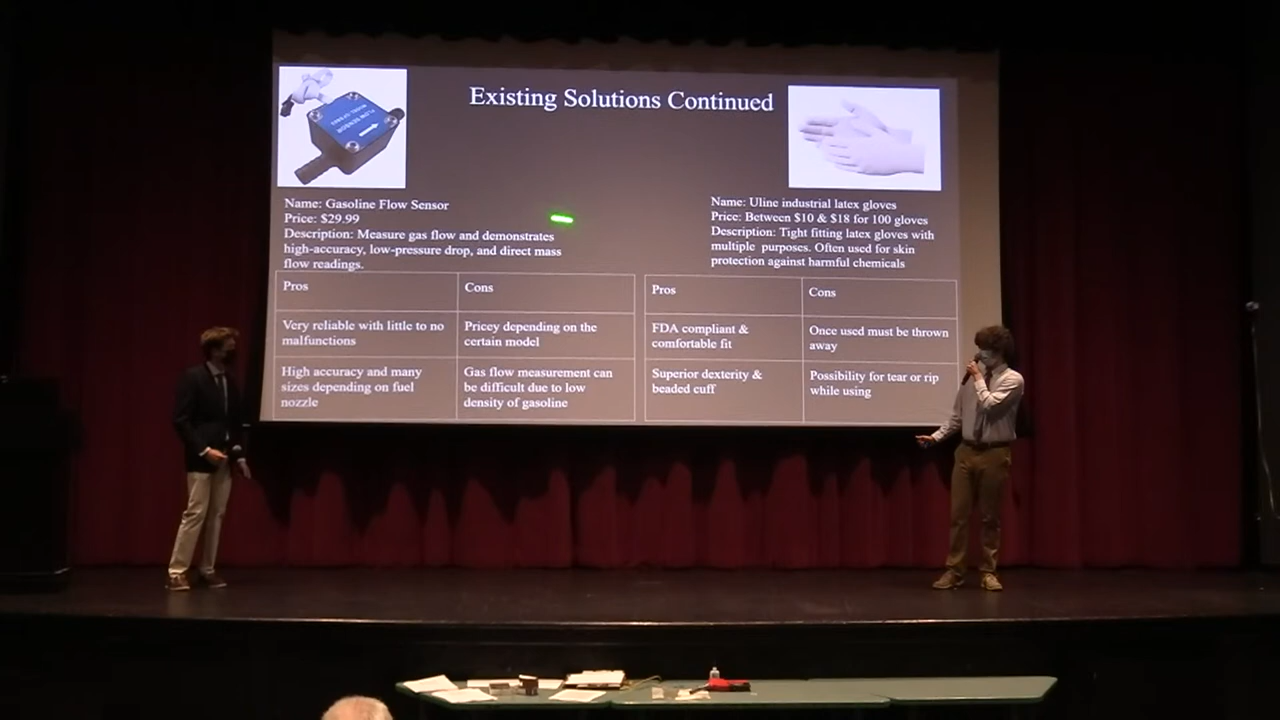 Existing Solutions Continued
FLOW SENSOR
Name: Gasoline Flow Sensor
Price: $29.99
Description: Measure gas flow and demonstrates
high-accuracy, low-pressure drop, and direct mass
flow readings.
Pros
Cons
Very reliable with little to no
malfunctions
Pricey depending on the
certain model
High accuracy and many
sizes depending on fuel
nozzle
Gas flow measurement can
be difficult due to low
density of gasoline
Name: Uline industrial latex gloves
Price: Between $10 & $18 for 100 gloves
Description: Tight fitting latex gloves with
multiple purposes. Often used for skin
protection against harmful chemicals
Pros
Cons
FDA compliant &
comfortable fit
Once used must be thrown
away
Superior dexterity &
beaded cuff
Possibility for tear or rip
while using